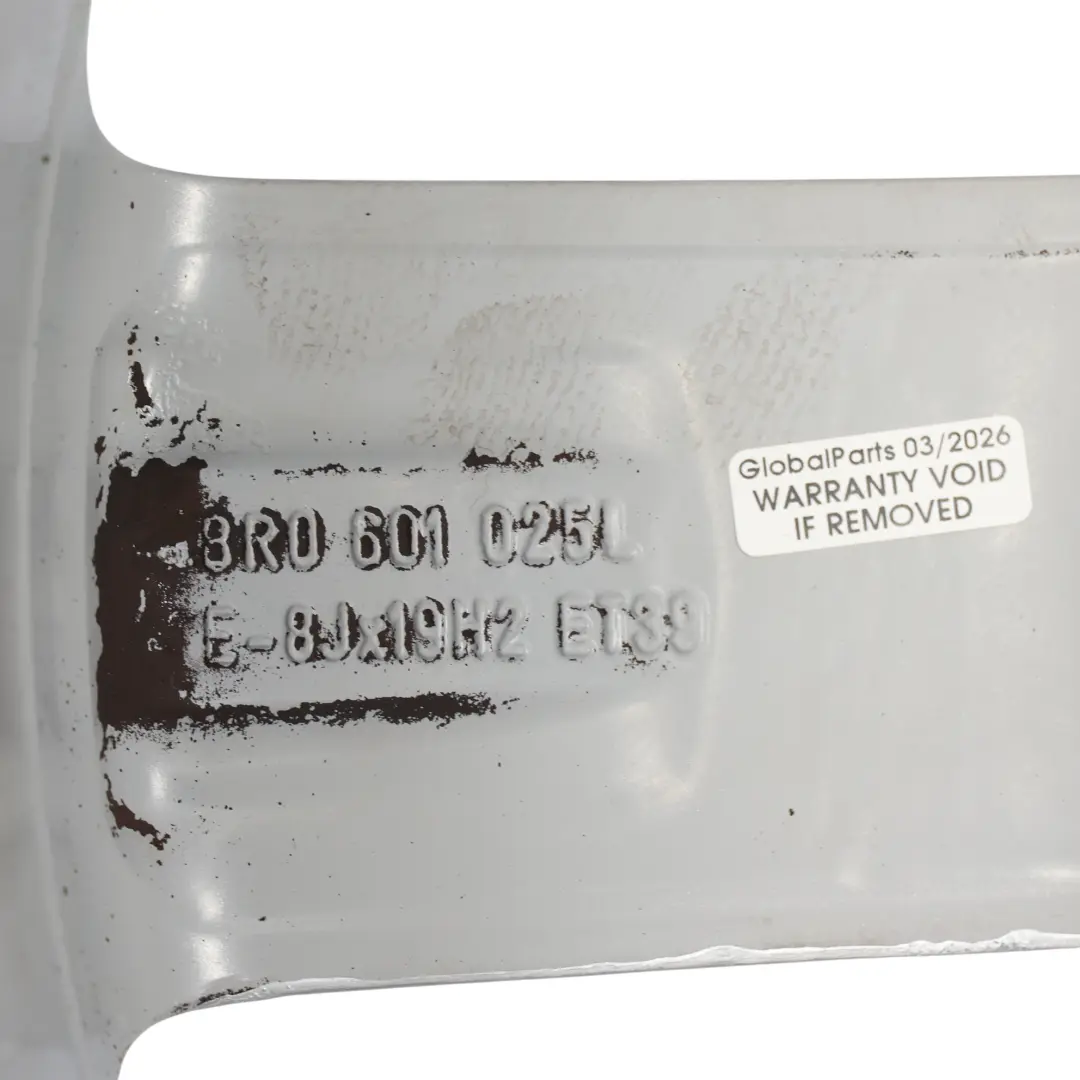 8R0 601 025L
E-8Jx19H2 ET39
GlobalParts 03/2026
WARRANTY VOID
IF REMOVED